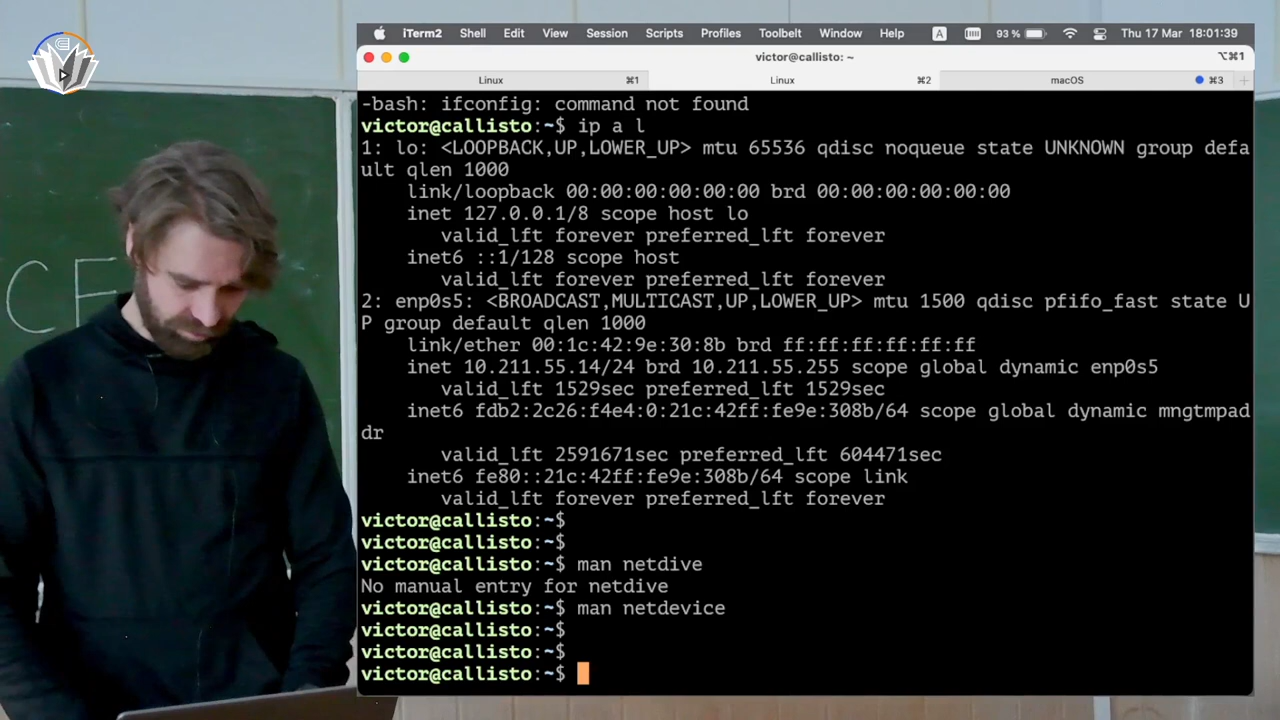 iTerm2 Shell Edit View Session Scripts Profiles Toolbelt Window Help A 93 % Thu 17 Mar 18:01:39
victor@callisto: ~ ⌥⌘1
Linux ⌘1 Linux ⌘2 macOS ⌘3
-bash: ifconfig: command not found
victor@callisto:~$ ip a l
1: lo: <LOOPBACK,UP,LOWER_UP> mtu 65536 qdisc noqueue state UNKNOWN group defa
ult qlen 1000
link/loopback 00:00:00:00:00:00 brd 00:00:00:00:00:00
inet 127.0.0.1/8 scope host lo
valid_lft forever preferred_lft forever
inet6 ::1/128 scope host
valid_lft forever preferred_lft forever
2: enp0s5: <BROADCAST,MULTICAST,UP,LOWER_UP> mtu 1500 qdisc pfifo_fast state U
P group default qlen 1000
link/ether 00:1c:42:9e:30:8b brd ff:ff:ff:ff:ff:ff
inet 10.211.55.14/24 brd 10.211.55.255 scope global dynamic enp0s5
valid_lft 1529sec preferred_lft 1529sec
inet6 fdb2:2c26:f4e4:0:21c:42ff:fe9e:308b/64 scope global dynamic mngtmpad
dr
valid_lft 2591671sec preferred_lft 604471sec
inet6 fe80::21c:42ff:fe9e:308b/64 scope link
valid_lft forever preferred_lft forever
victor@callisto:~$
victor@callisto:~$
victor@callisto:~$ man netdive
No manual entry for netdive
victor@callisto:~$ man netdevice
victor@callisto:~$
victor@callisto:~$
victor@callisto:~$